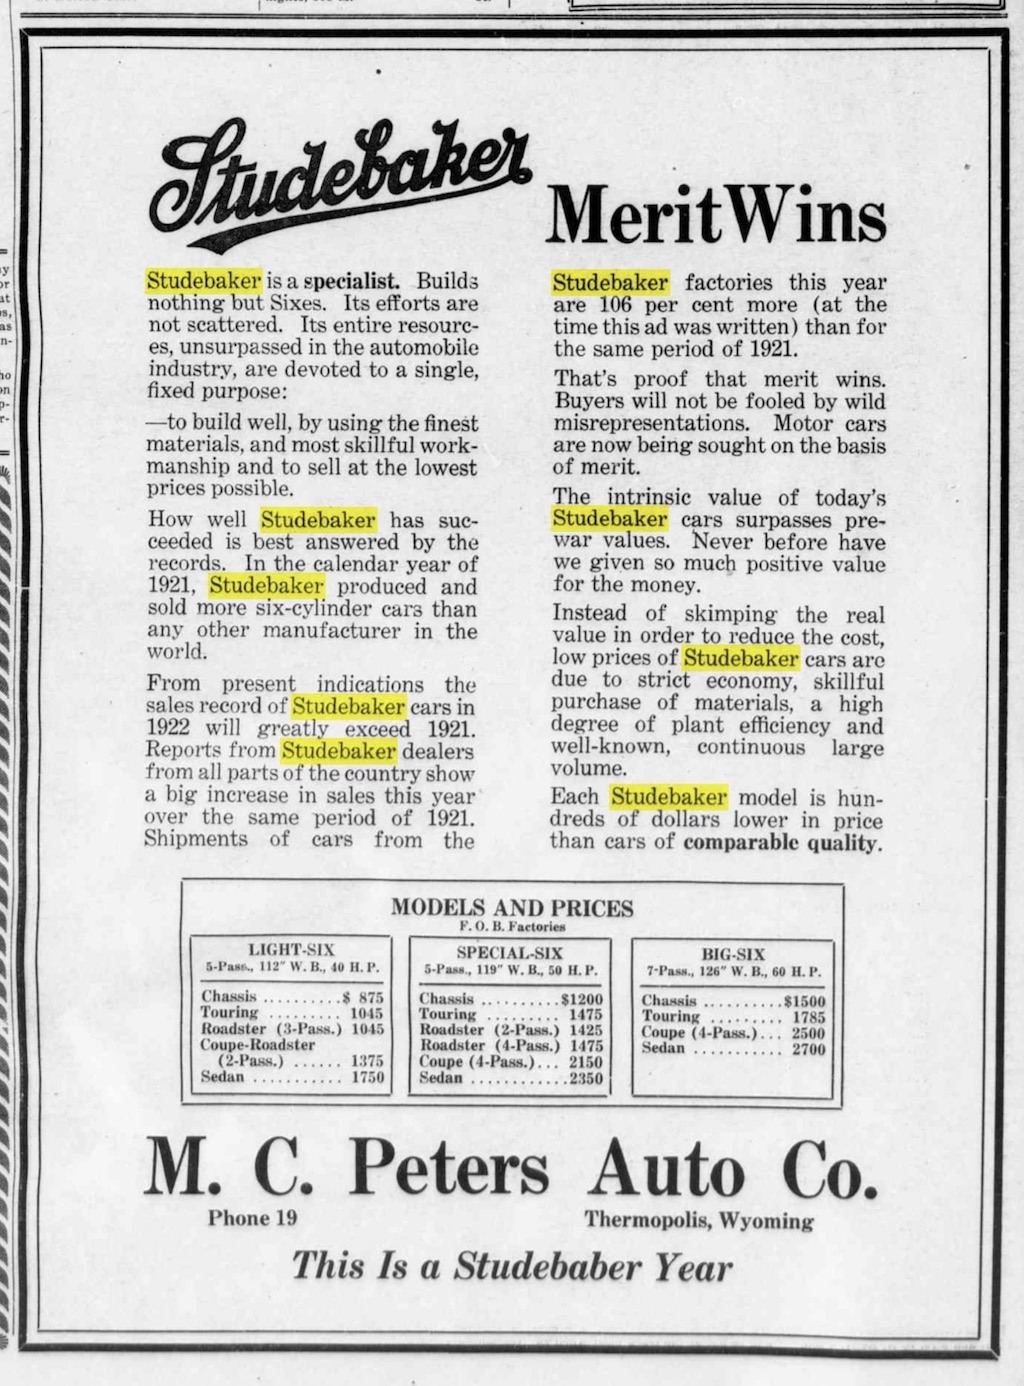 Studebaker
Merit Wins
Studebaker is a specialist. Builds
nothing but Sixes. Its efforts are
not scattered. Its entire resourc-
es, unsurpassed in the automobile
industry, are devoted to a single,
fixed purpose:
—to build well, by using the finest
materials, and most skillful work-
manship and to sell at the lowest
prices possible.
How well Studebaker has suc-
ceeded is best answered by the
records. In the calendar year of
1921, Studebaker produced and
sold more six-cylinder cars than
any other manufacturer in the
world.
From present indications the
sales record of Studebaker cars in
1922 will greatly exceed 1921.
Reports from Studebaker dealers
from all parts of the country show
a big increase in sales this year
over the same period of 1921.
Shipments of cars from the
Studebaker factories this year
are 106 per cent more (at the
time this ad was written) than for
the same period of 1921.
That's proof that merit wins.
Buyers will not be fooled by wild
misrepresentations. Motor cars
are now being sought on the basis
of merit.
The intrinsic value of today's
Studebaker cars surpasses pre-
war values. Never before have
we given so much positive value
for the money.
Instead of skimping the real
value in order to reduce the cost,
low prices of Studebaker cars are
due to strict economy, skillful
purchase of materials, a high
degree of plant efficiency and
well-known, continuous large
volume.
Each Studebaker model is hun-
dreds of dollars lower in price
than cars of comparable quality.
MODELS AND PRICES
F. O. B. Factories
LIGHT-SIX
5-Pass., 112" W. B., 40 H. P.
Chassis ..........$ 875
Touring ......... 1045
Roadster (3-Pass.) 1045
Coupe-Roadster
(2-Pass.) ...... 1375
Sedan ........... 1750
SPECIAL-SIX
5-Pass., 119" W. B., 50 H. P.
Chassis ..........$1200
Touring ......... 1475
Roadster (2-Pass.) 1425
Roadster (4-Pass.) 1475
Coupe (4-Pass.)... 2150
Sedan ............2350
BIG-SIX
7-Pass., 126" W. B., 60 H. P.
Chassis ..........$1500
Touring ......... 1785
Coupe (4-Pass.)... 2500
Sedan ........... 2700
M. C. Peters Auto Co.
Phone 19
Thermopolis, Wyoming
This Is a Studebaber Year